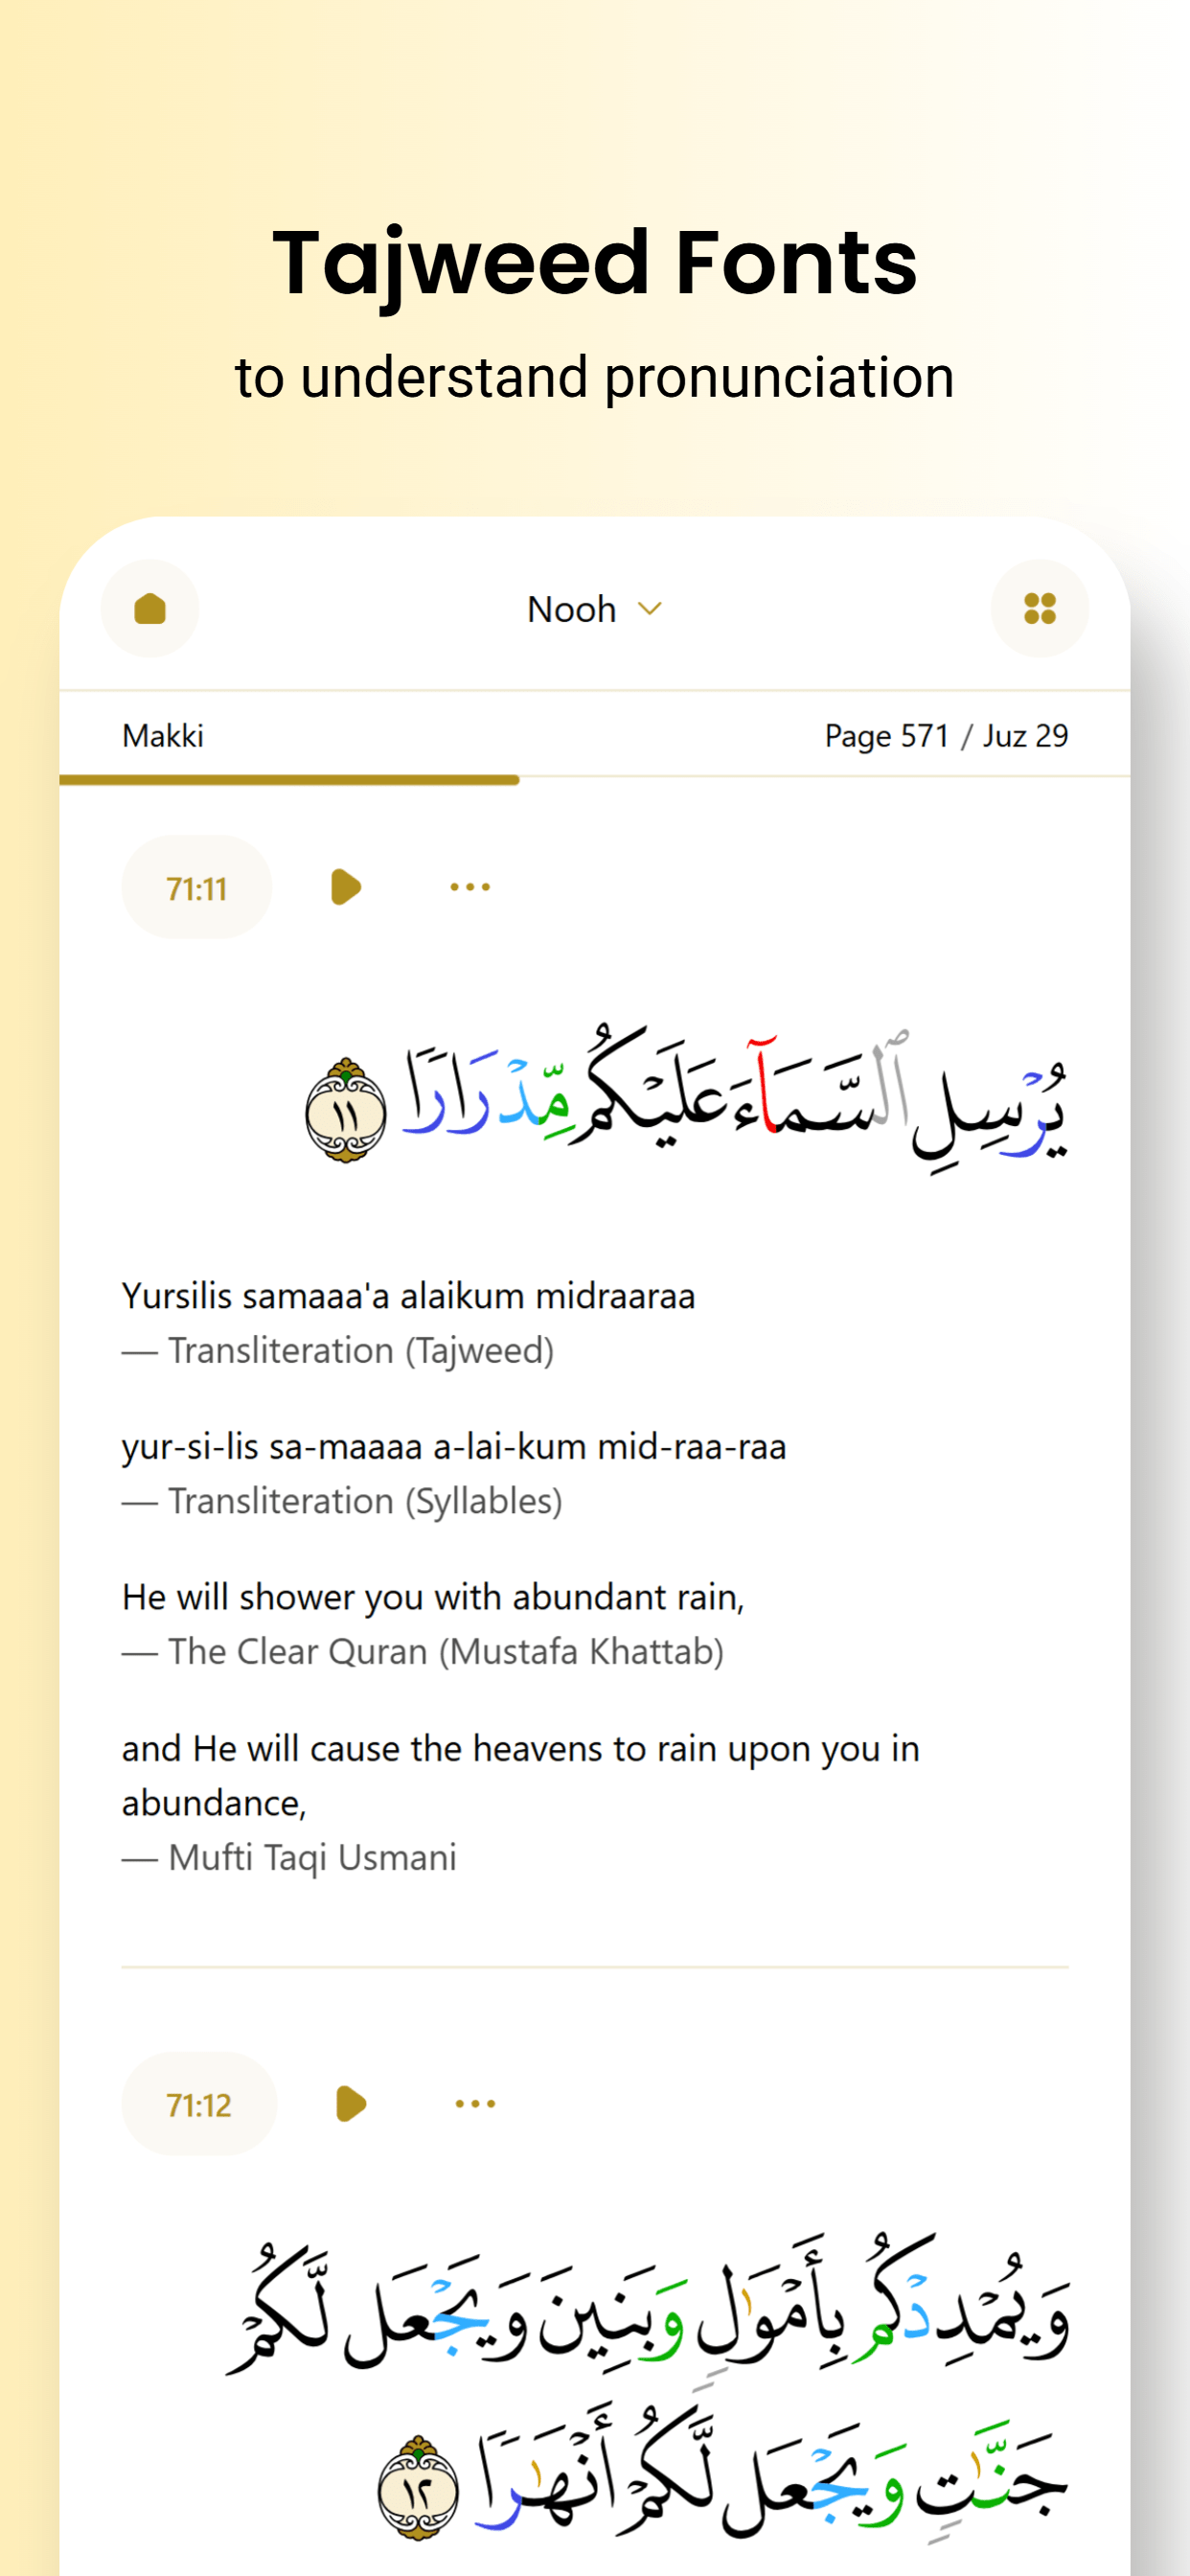 Tajweed Fonts
to understand pronunciation
Nooh
Makki
Page 571 / Juz 29
71:11
يُرۡسِلِ ٱلسَّمَآءَ عَلَيۡكُم مِّدۡرَارٗا ١١
Yursilis samaaa'a alaikum midraaraa
— Transliteration (Tajweed)
yur-si-lis sa-maaaa a-lai-kum mid-raa-raa
— Transliteration (Syllables)
He will shower you with abundant rain,
— The Clear Quran (Mustafa Khattab)
and He will cause the heavens to rain upon you in
abundance,
— Mufti Taqi Usmani
71:12
وَيُمۡدِدۡكُم بِأَمۡوَٰلٖ وَبَنِينَ وَيَجۡعَل لَّكُمۡ
جَنَّٰتٖ وَيَجۡعَل لَّكُمۡ أَنۡهَٰرٗا ١٢